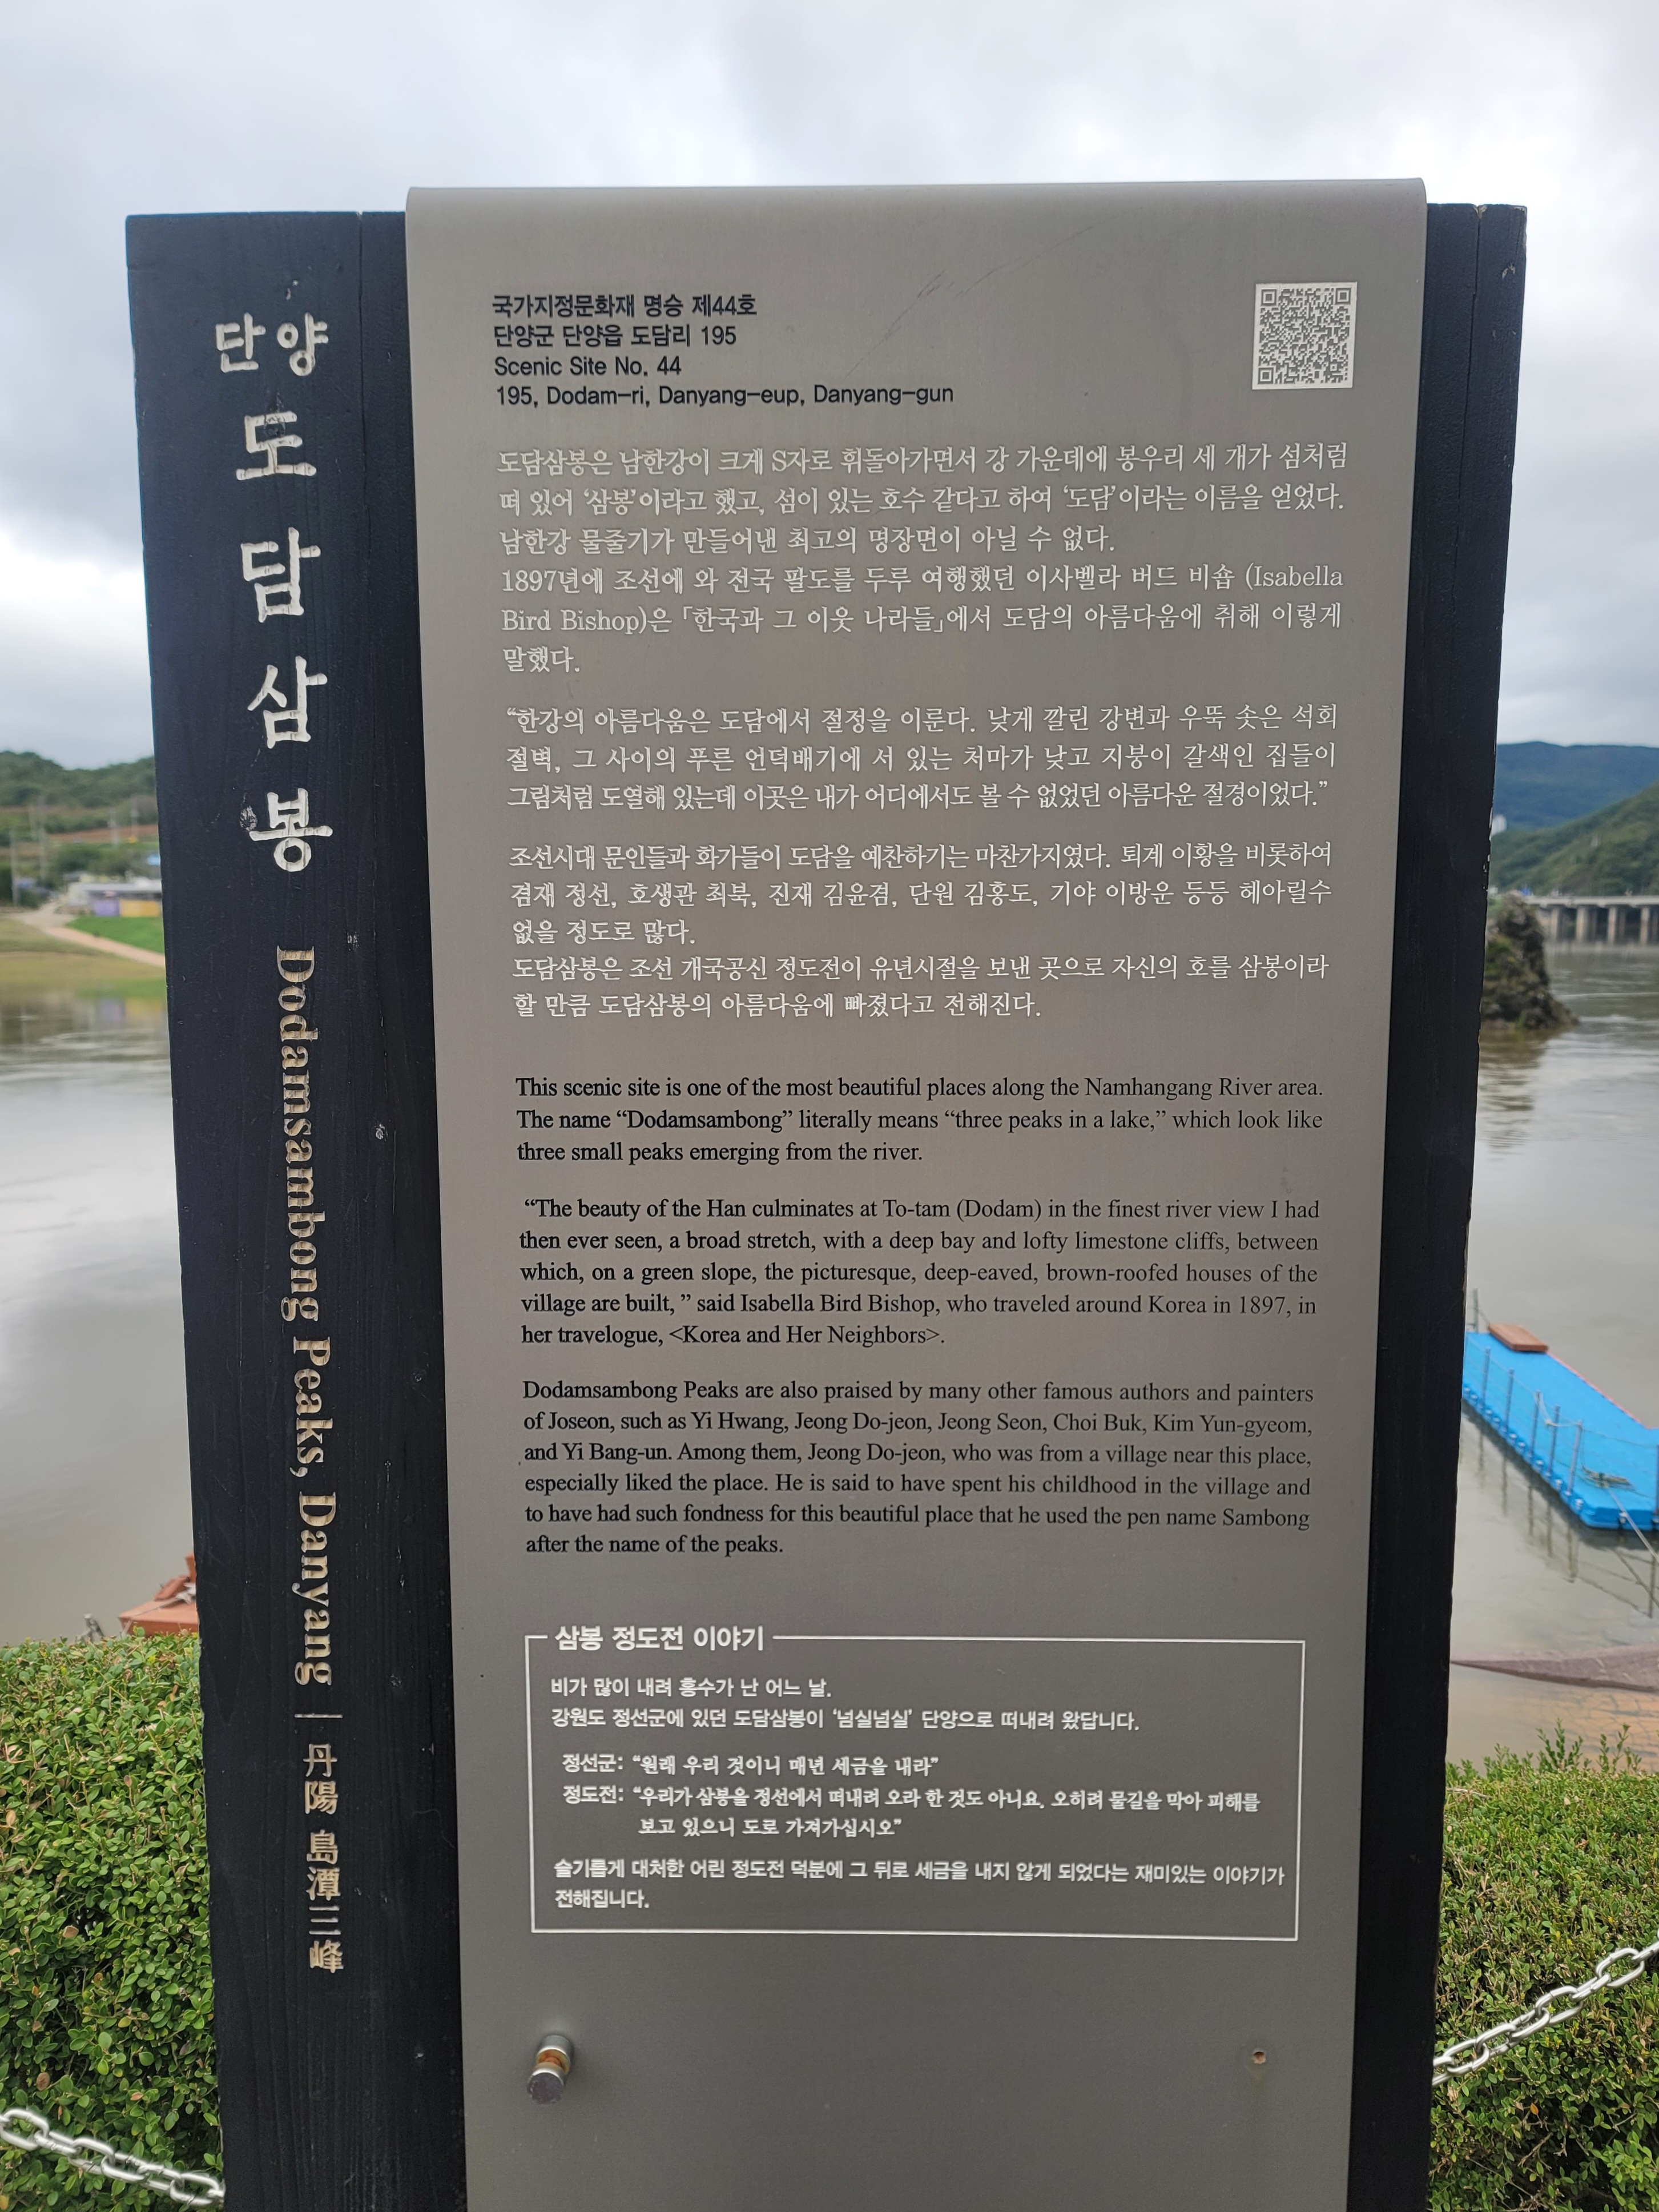 단양
도담삼봉
Dodamsambong Peaks, Danyang | 丹陽 島潭三峰
국가지정문화재 명승 제44호
단양군 단양읍 도담리 195
Scenic Site No. 44
195, Dodam-ri, Danyang-eup, Danyang-gun
도담삼봉은 남한강이 크게 S자로 휘돌아가면서 강 가운데에 봉우리 세 개가 섬처럼
떠 있어 ‘삼봉’이라고 했고, 섬이 있는 호수 같다고 하여 ‘도담’이라는 이름을 얻었다.
남한강 물줄기가 만들어낸 최고의 명장면이 아닐 수 없다.
1897년에 조선에 와 전국 팔도를 두루 여행했던 이사벨라 버드 비숍 (Isabella
Bird Bishop)은 「한국과 그 이웃 나라들」에서 도담의 아름다움에 취해 이렇게
말했다.
“한강의 아름다움은 도담에서 절정을 이룬다. 낮게 깔린 강변과 우뚝 솟은 석회
절벽, 그 사이의 푸른 언덕배기에 서 있는 처마가 낮고 지붕이 갈색인 집들이
그림처럼 도열해 있는데 이곳은 내가 어디에서도 볼 수 없었던 아름다운 절경이었다.”
조선시대 문인들과 화가들이 도담을 예찬하기는 마찬가지였다. 퇴계 이황을 비롯하여
겸재 정선, 호생관 최북, 진재 김윤겸, 단원 김홍도, 기야 이방운 등등 헤아릴수
없을 정도로 많다.
도담삼봉은 조선 개국공신 정도전이 유년시절을 보낸 곳으로 자신의 호를 삼봉이라
할 만큼 도담삼봉의 아름다움에 빠졌다고 전해진다.
This scenic site is one of the most beautiful places along the Namhangang River area.
The name “Dodamsambong” literally means “three peaks in a lake,” which look like
three small peaks emerging from the river.
“The beauty of the Han culminates at To-tam (Dodam) in the finest river view I had
then ever seen, a broad stretch, with a deep bay and lofty limestone cliffs, between
which, on a green slope, the picturesque, deep-eaved, brown-roofed houses of the
village are built, ” said Isabella Bird Bishop, who traveled around Korea in 1897, in
her travelogue, <Korea and Her Neighbors>.
Dodamsambong Peaks are also praised by many other famous authors and painters
of Joseon, such as Yi Hwang, Jeong Do-jeon, Jeong Seon, Choi Buk, Kim Yun-gyeom,
and Yi Bang-un. Among them, Jeong Do-jeon, who was from a village near this place,
especially liked the place. He is said to have spent his childhood in the village and
to have had such fondness for this beautiful place that he used the pen name Sambong
after the name of the peaks.
삼봉 정도전 이야기
비가 많이 내려 홍수가 난 어느 날.
강원도 정선군에 있던 도담삼봉이 ‘넘실넘실’ 단양으로 떠내려 왔답니다.
정선군: “원래 우리 것이니 매년 세금을 내라”
정도전: “우리가 삼봉을 정선에서 떠내려 오라 한 것도 아니요. 오히려 물길을 막아 피해를
보고 있으니 도로 가져가십시오”
슬기롭게 대처한 어린 정도전 덕분에 그 뒤로 세금을 내지 않게 되었다는 재미있는 이야기가
전해집니다.